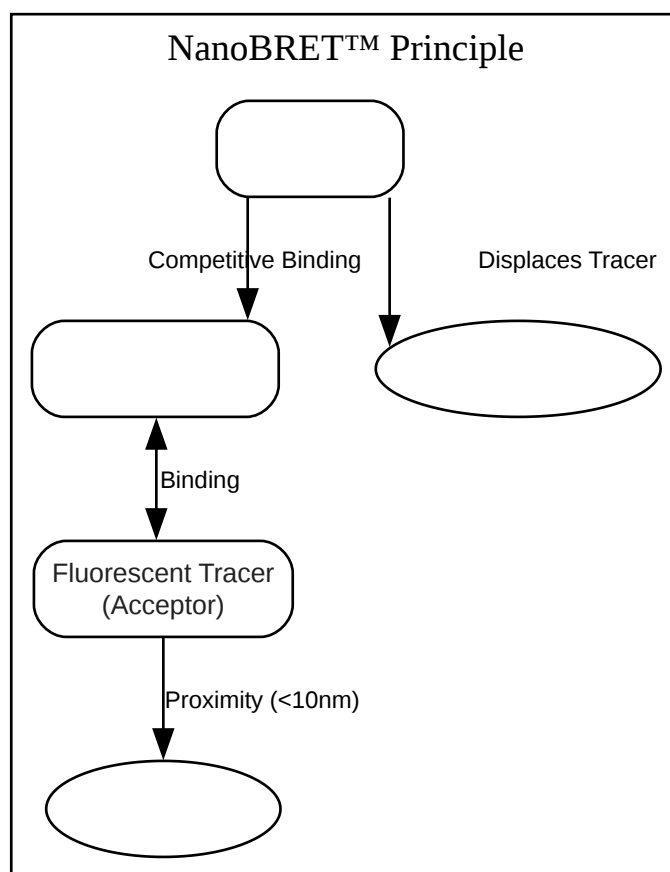 NanoBRET™ Principle
Competitive Binding
Displaces Tracer
Binding
Fluorescent Tracer
(Acceptor)
Proximity (<10nm)